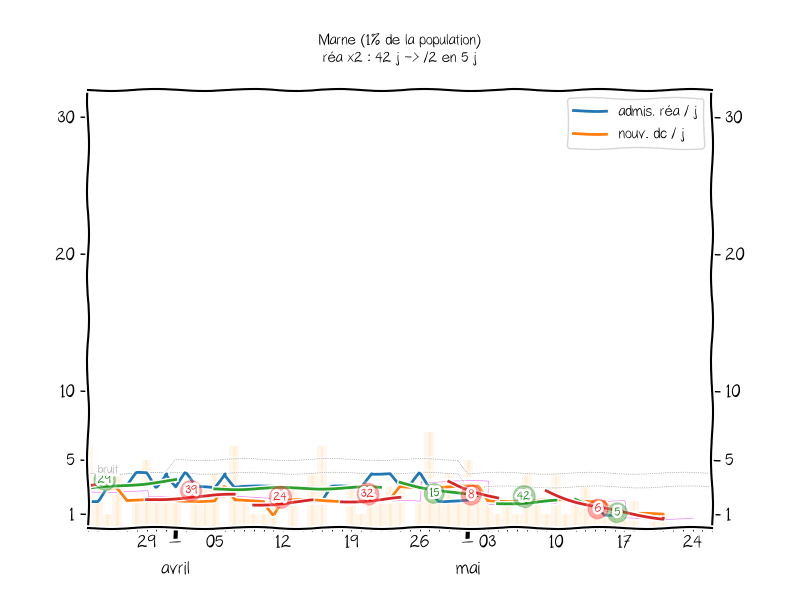 Marne (1% de la population)
réa x2 : 42 j -> /2 en 5 j
admis. réa / j
nouv. dc / j
30 30
20 20
10 10
5 5
1 1
bruit
29 39 24 32 15 8 42 6 5
29 05 12 19 26 03 10 17 24
avril mai